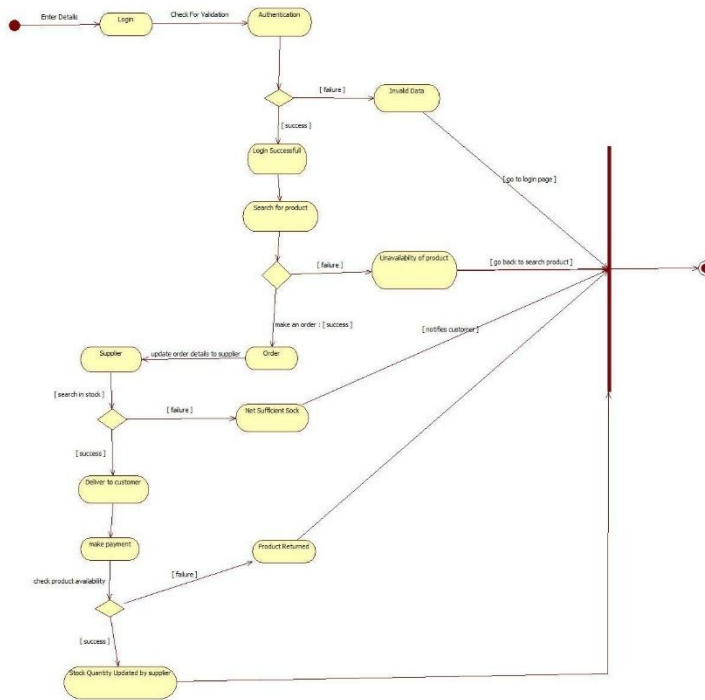 Enter Details
Login
Check For Validation
Authentication
[ failure ]
Invalid Data
[ success ]
Login Successfull
[ go to login page ]
Search for product
[ failure ]
Unavailability of product
[ go back to search product ]
make an order : [ success ]
[ notifies customer ]
Supplier
update order details to supplier
Order
[ search in stock ]
[ failure ]
Net Sufficient Sock
[ success ]
Deliver to customer
make payment
Product Returned
check product availability
[ failure ]
[ success ]
Stock Quantity Updated by supplier